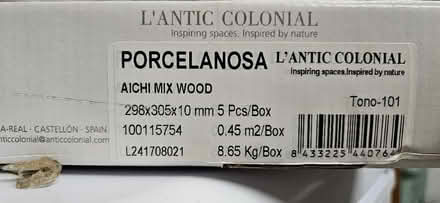 L'ANTIC COLONIAL
Inspiring spaces. Inspired by nature
PORCELANOSA L'ANTIC COLONIAL
Inspiring spaces.Inspired by nature
AICHI MIX WOOD
298x305x10 mm 5 Pcs/Box Tono-101
A-REAL - CASTELLÓN - SPAIN 100115754 0.45 m2/Box
nticcolonial@anticcolonial.com
L241708021 8.65 Kg/Box 8 433225 440764